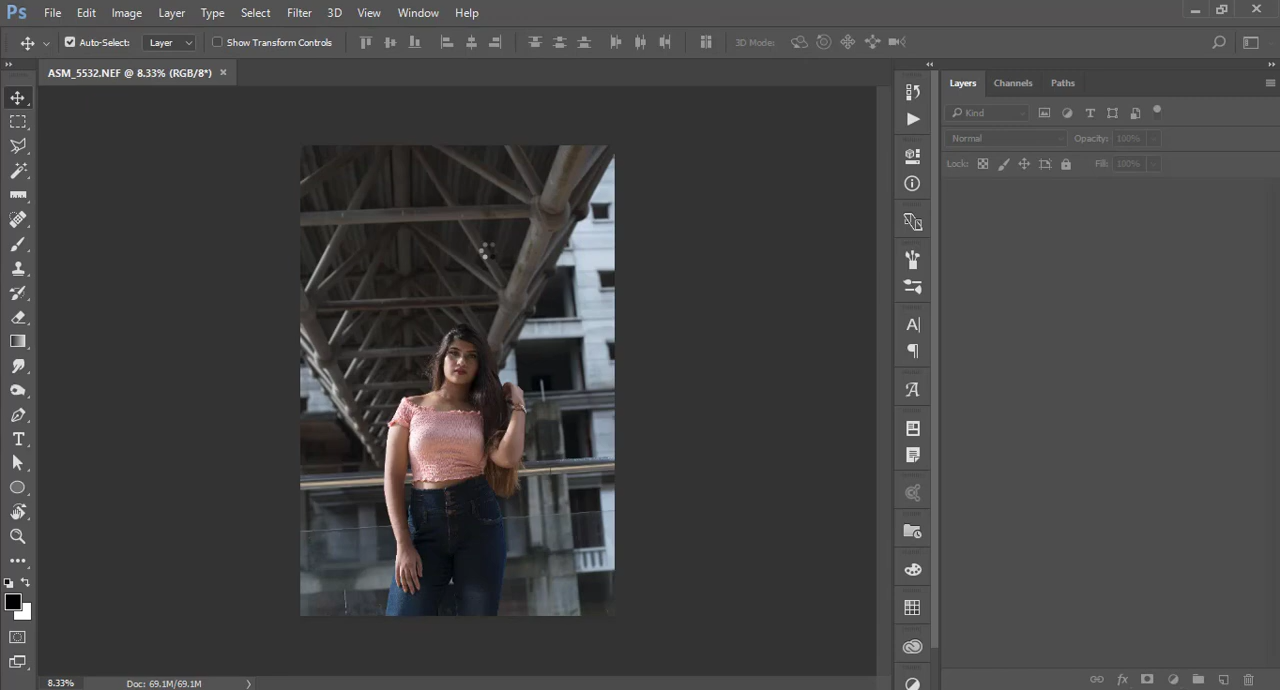 Ps File Edit Image Layer Type Select Filter 3D View Window Help
Auto-Select: Layer Show Transform Controls 3D Mode:
ASM_5532.NEF @ 8.33% (RGB/8*) ×
Layers Channels Paths
Kind
Normal Opacity: 100%
Lock: Fill: 100%
8.33% Doc: 69.1M/69.1M